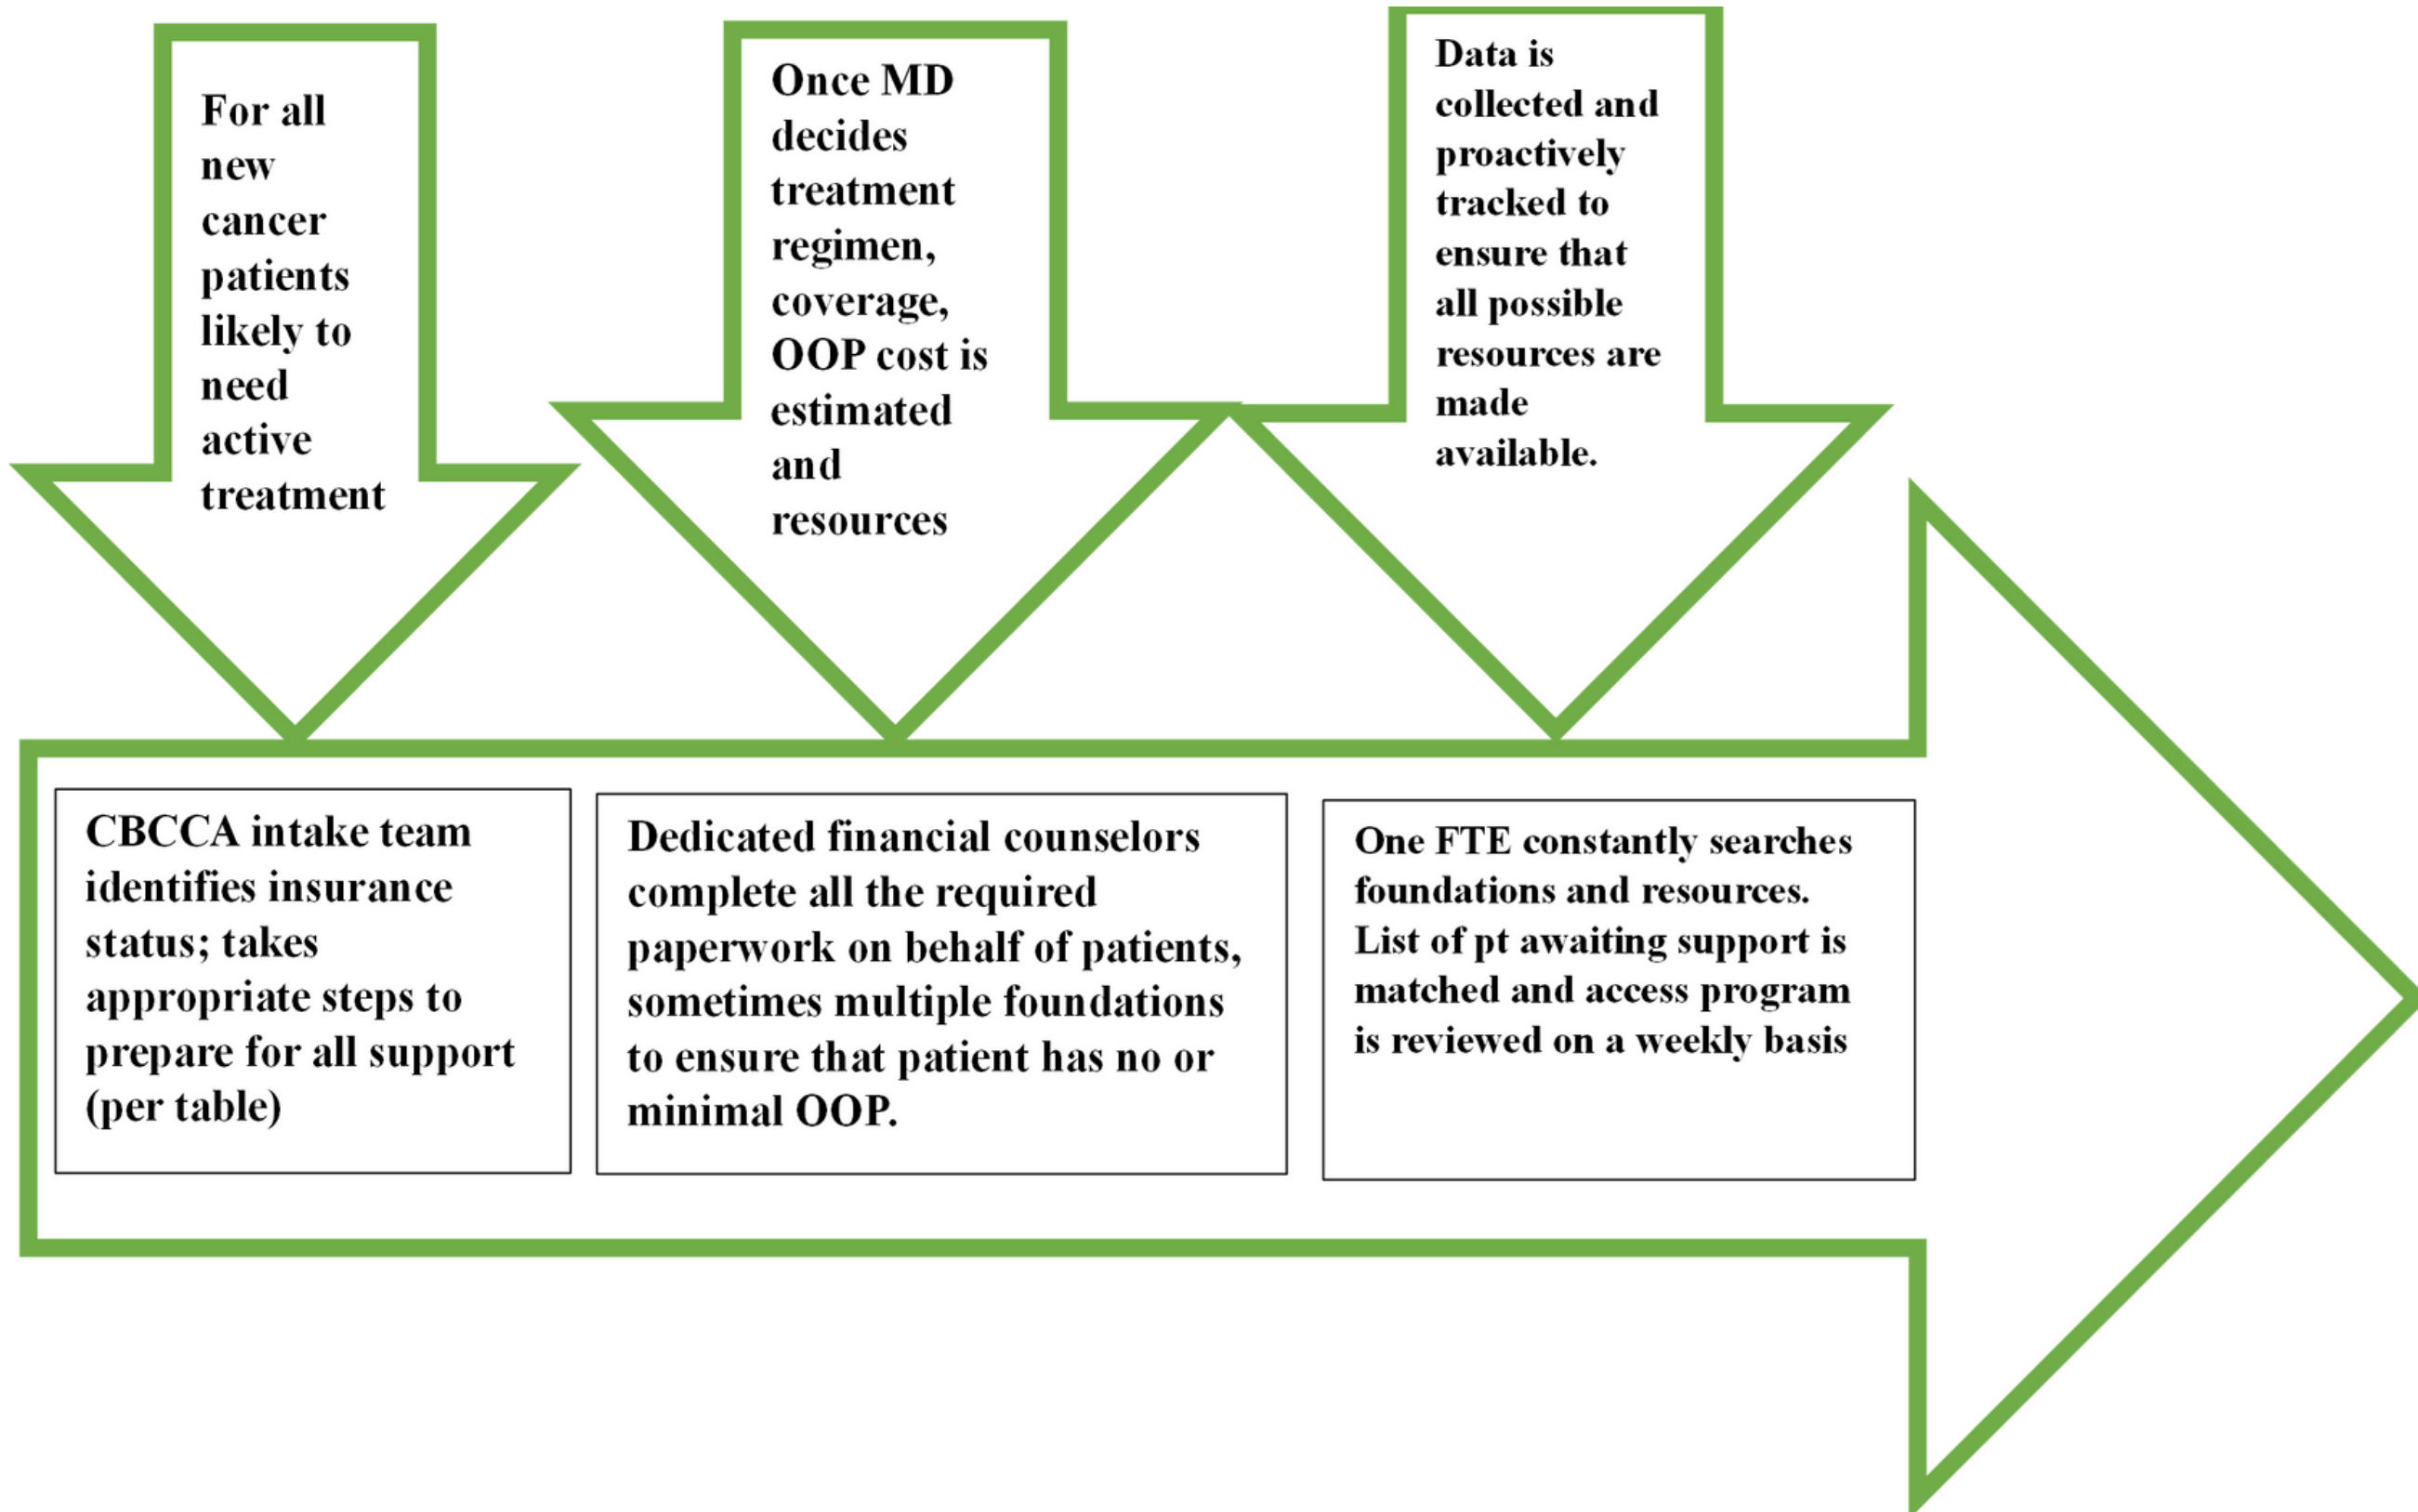 For all
new
cancer
patients
likely to
need
active
treatment
Once MD
decides
treatment
regimen,
coverage,
OOP cost is
estimated
and
resources
Data is
collected and
proactively
tracked to
ensure that
all possible
resources are
made
available.
CBCCA intake team
identifies insurance
status; takes
appropriate steps to
prepare for all support
(per table)
Dedicated financial counselors
complete all the required
paperwork on behalf of patients,
sometimes multiple foundations
to ensure that patient has no or
minimal OOP.
One FTE constantly searches
foundations and resources.
List of pt awaiting support is
matched and access program
is reviewed on a weekly basis